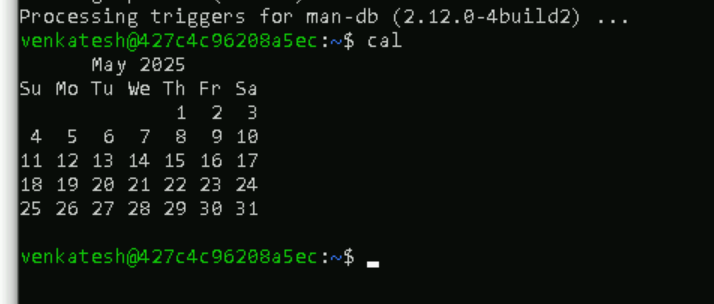 Processing triggers for man-db (2.12.0-4build2) ...
venkatesh@427c4c96208a5ec:~$ cal
      May 2025
Su Mo Tu We Th Fr Sa
             1  2  3
 4  5  6  7  8  9 10
11 12 13 14 15 16 17
18 19 20 21 22 23 24
25 26 27 28 29 30 31
venkatesh@427c4c96208a5ec:~$